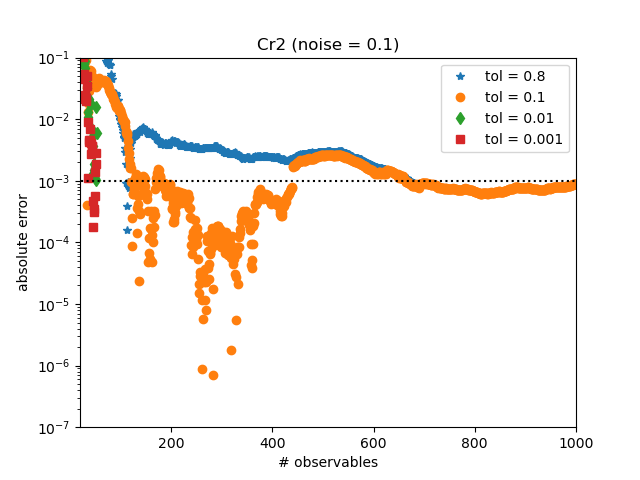 Cr2 (noise = 0.1)
absolute error
10⁻¹
10⁻²
10⁻³
10⁻⁴
10⁻⁵
10⁻⁶
10⁻⁷
tol = 0.8
tol = 0.1
tol = 0.01
tol = 0.001
200 400 600 800 1000
# observables